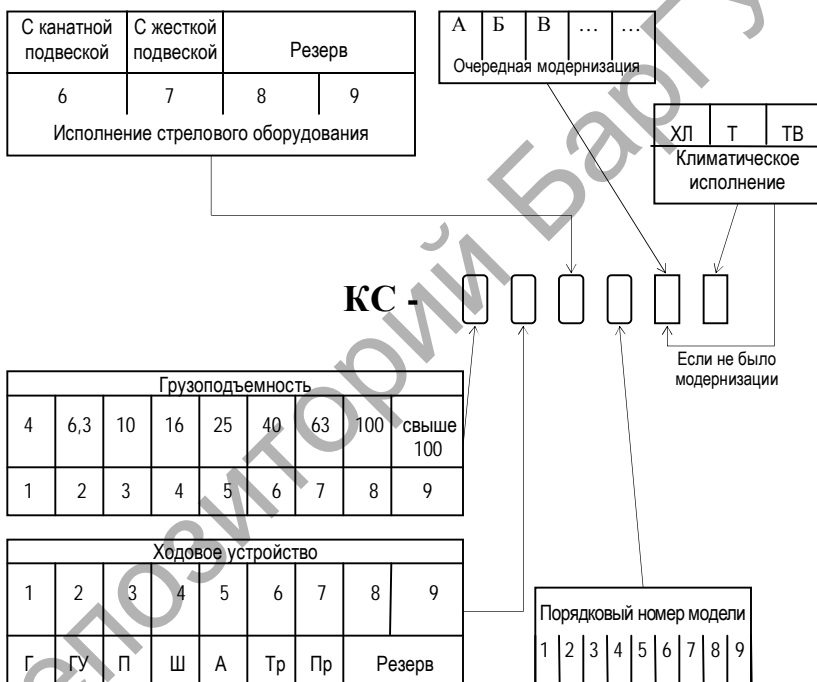 С канатной подвеской С жесткой подвеской Резерв
6 7 8 9
Исполнение стрелового оборудования
А Б В ... ...
Очередная модернизация
ХЛ Т ТВ
Климатическое
исполнение
КС -
Если не было
модернизации
Грузоподъемность
4 6,3 10 16 25 40 63 100 свыше 100
1 2 3 4 5 6 7 8 9
Ходовое устройство
1 2 3 4 5 6 7 8 9
Г ГУ П Ш А Тр Пр Резерв
Порядковый номер модели
1 2 3 4 5 6 7 8 9
епозиторий БарГУ